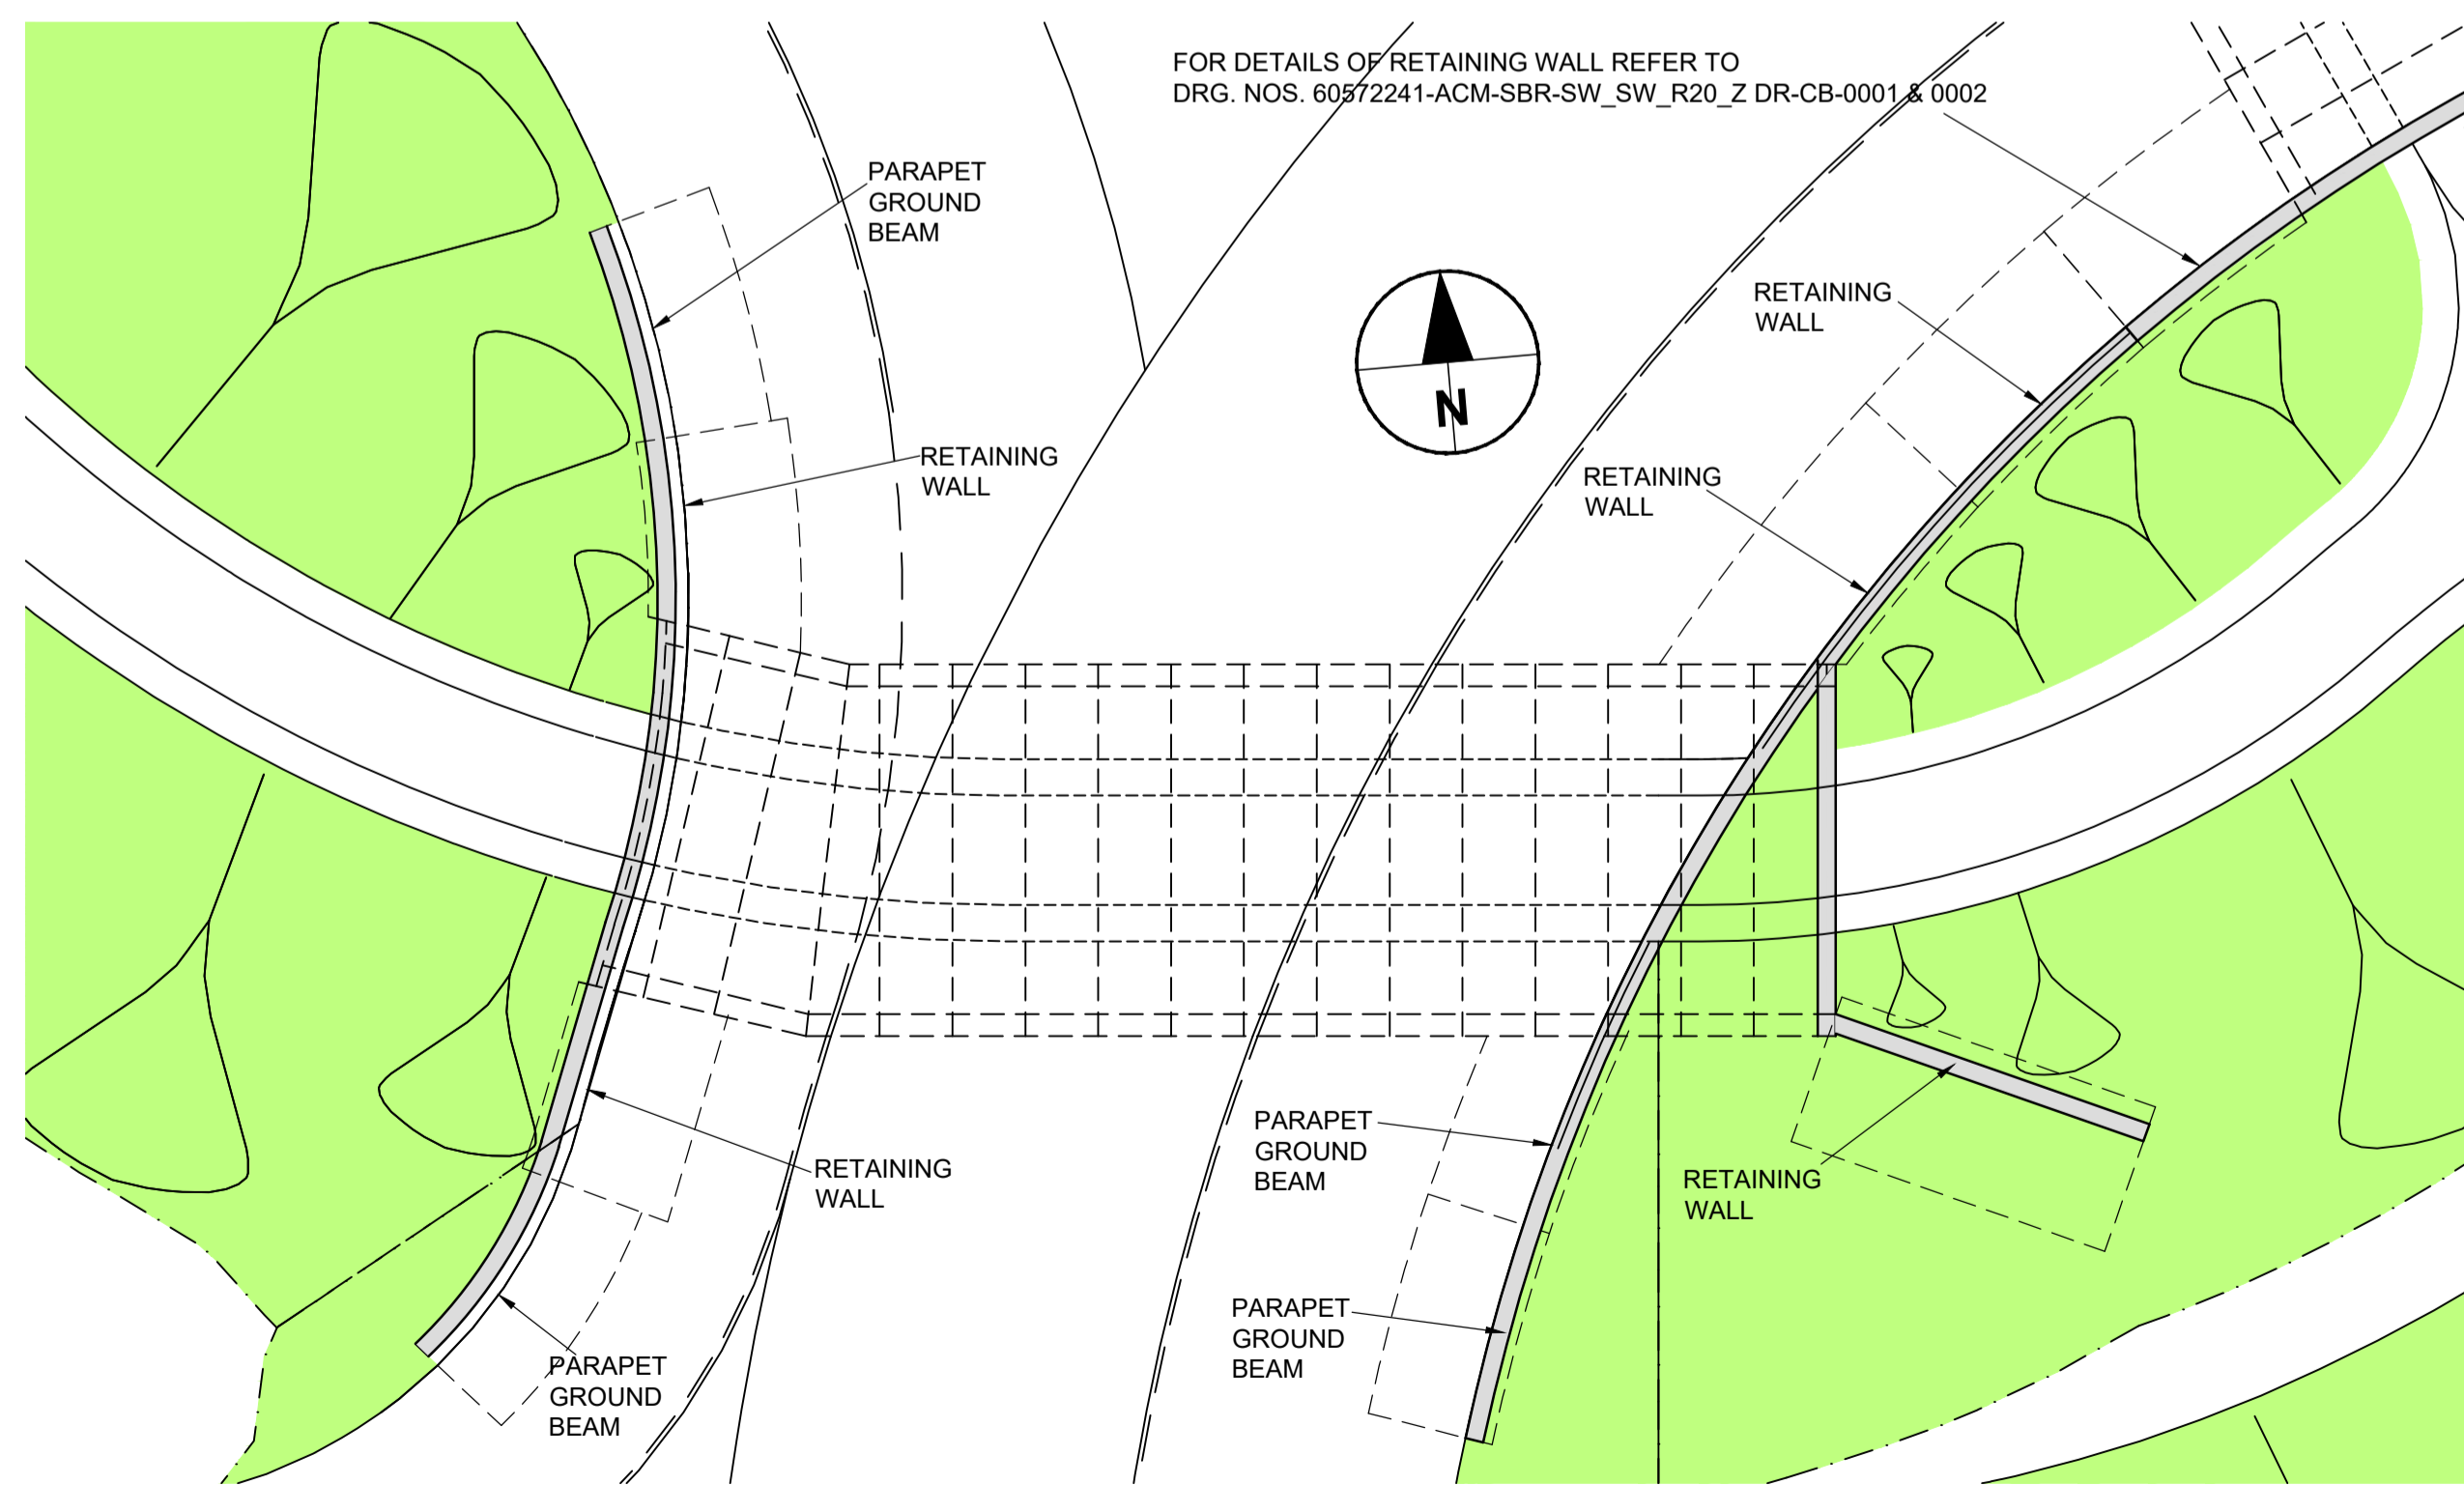 FOR DETAILS OF RETAINING WALL REFER TO
DRG. NOS. 60572241-ACM-SBR-SW_SW_R20_Z DR-CB-0001 & 0002
PARAPET
GROUND
BEAM
RETAINING
WALL
N
RETAINING
WALL
RETAINING
WALL
PARAPET
GROUND
BEAM
RETAINING
WALL
RETAINING
WALL
PARAPET
GROUND
BEAM
PARAPET
GROUND
BEAM